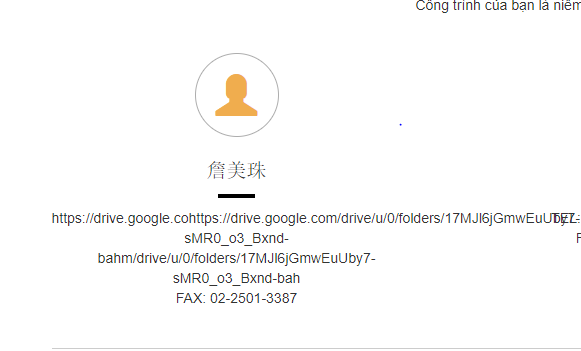 Công trình của bạn là niềm
詹美珠
https://drive.google.cohttps://drive.google.com/drive/u/0/folders/17MJl6jGmwEuUby7-
TEL:
sMR0_o3_Bxnd-
F
bahm/drive/u/0/folders/17MJl6jGmwEuUby7-
sMR0_o3_Bxnd-bah
FAX: 02-2501-3387